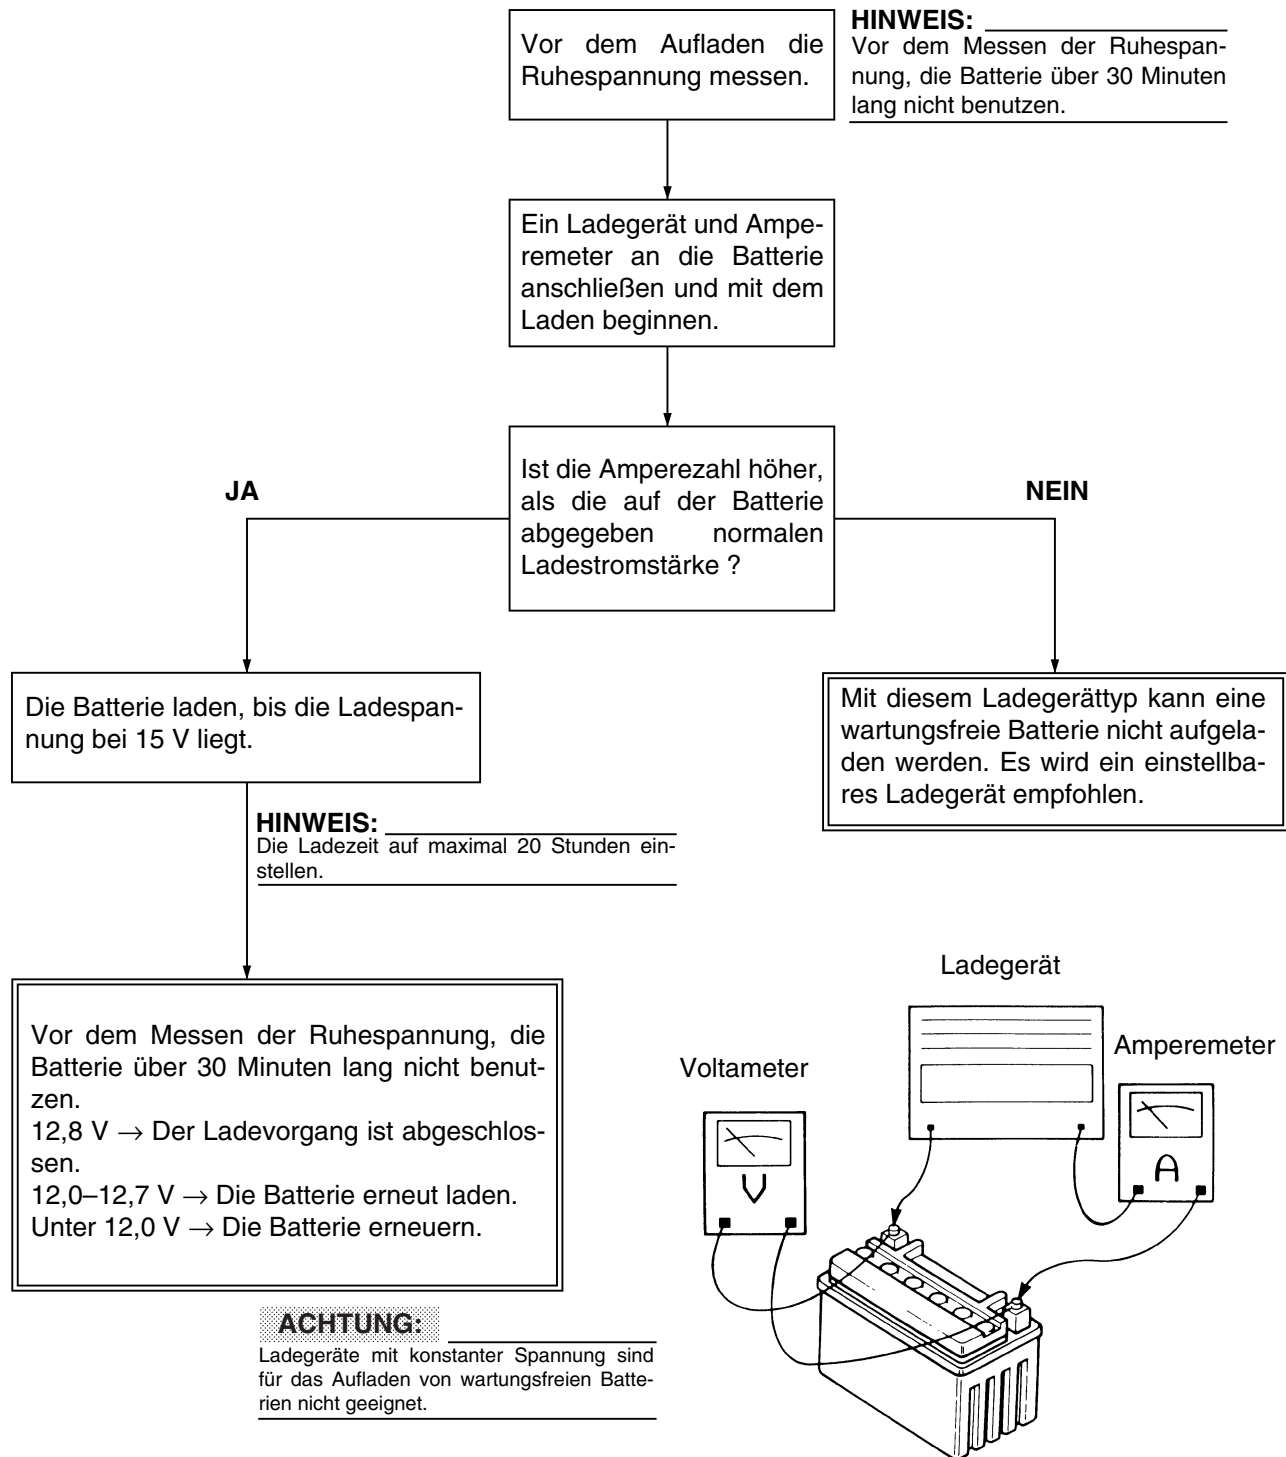 Vor dem Aufladen die
Ruhespannung messen.
HINWEIS:
Vor dem Messen der Ruhespan-
nung, die Batterie über 30 Minuten
lang nicht benutzen.
Ein Ladegerät und Ampe-
remeter an die Batterie
anschließen und mit dem
Laden beginnen.
Ist die Amperezahl höher,
als die auf der Batterie
abgegeben normalen
Ladestromstärke ?
JA
NEIN
Die Batterie laden, bis die Ladespan-
nung bei 15 V liegt.
Mit diesem Ladegerättyp kann eine
wartungsfreie Batterie nicht aufgela-
den werden. Es wird ein einstellba-
res Ladegerät empfohlen.
HINWEIS:
Die Ladezeit auf maximal 20 Stunden ein-
stellen.
Vor dem Messen der Ruhespannung, die
Batterie über 30 Minuten lang nicht benut-
zen.
12,8 V → Der Ladevorgang ist abgeschlos-
sen.
12,0–12,7 V → Die Batterie erneut laden.
Unter 12,0 V → Die Batterie erneuern.
ACHTUNG:
Ladegeräte mit konstanter Spannung sind
für das Aufladen von wartungsfreien Batte-
rien nicht geeignet.
Ladegerät
Amperemeter
Voltameter
V
A